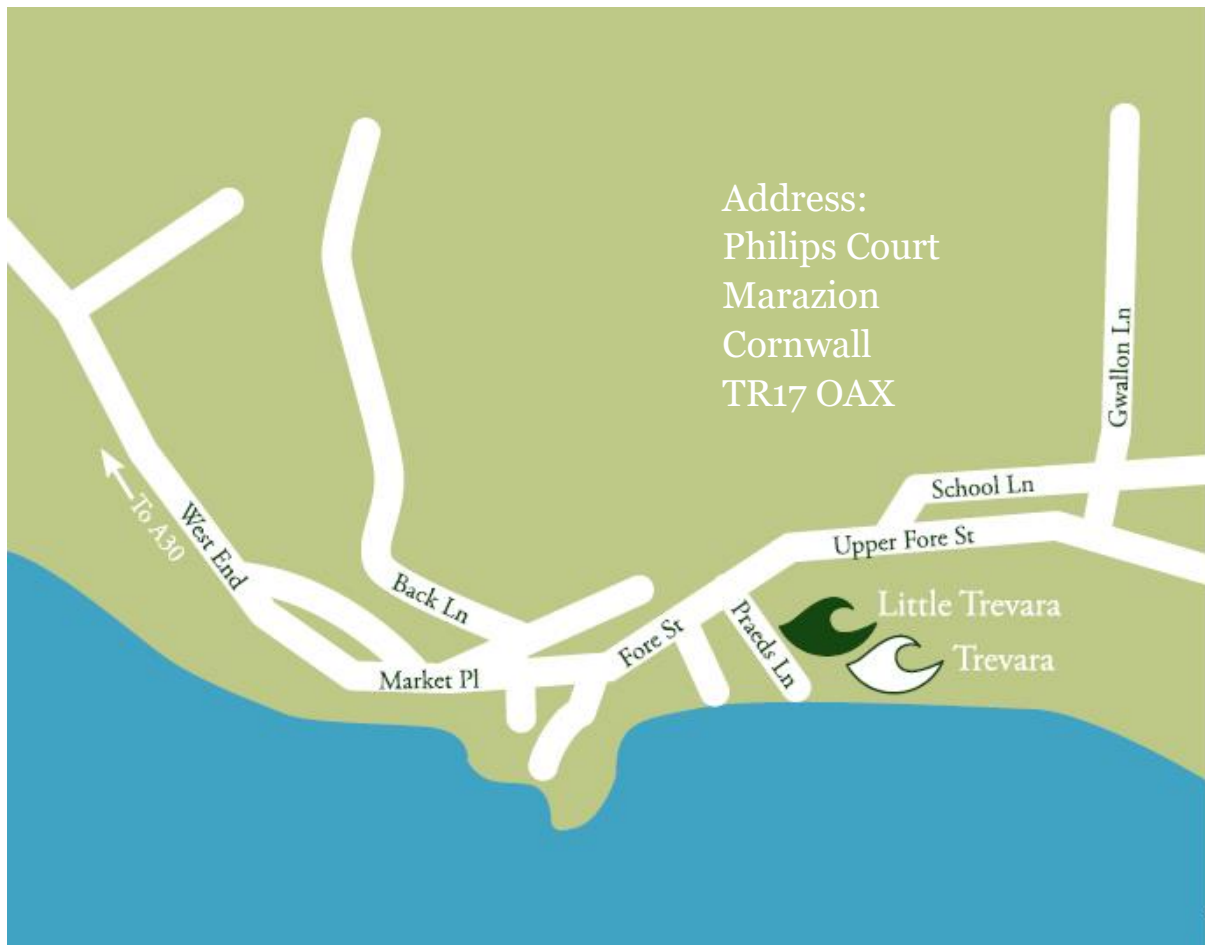 Address:
Philips Court
Marazion
Cornwall
TR17 OAX
Gwallon Ln
School Ln
Upper Fore St
To A30
West End
Back Ln
Little Trevara
Praeds Ln
Fore St
Trevara
Market Pl